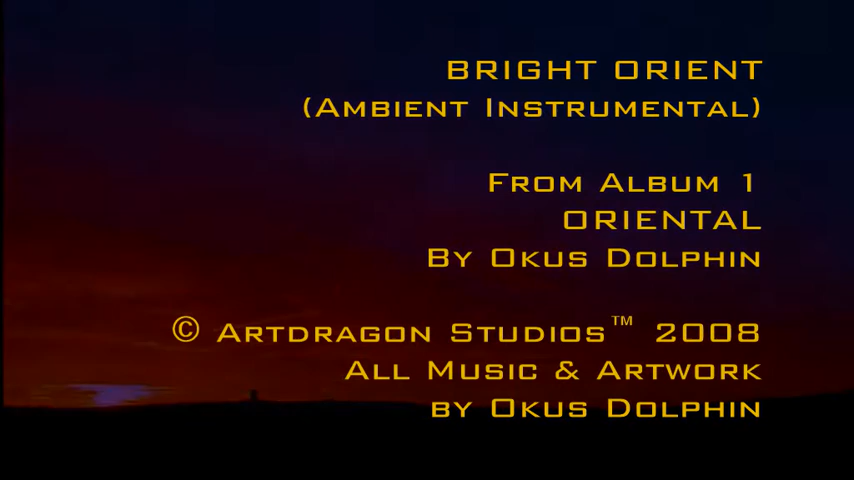 BRIGHT ORIENT
(AMBIENT INSTRUMENTAL)
FROM ALBUM 1
ORIENTAL
BY OKUS DOLPHIN
© ARTDRAGON STUDIOS™ 2008
ALL MUSIC & ARTWORK
BY OKUS DOLPHIN